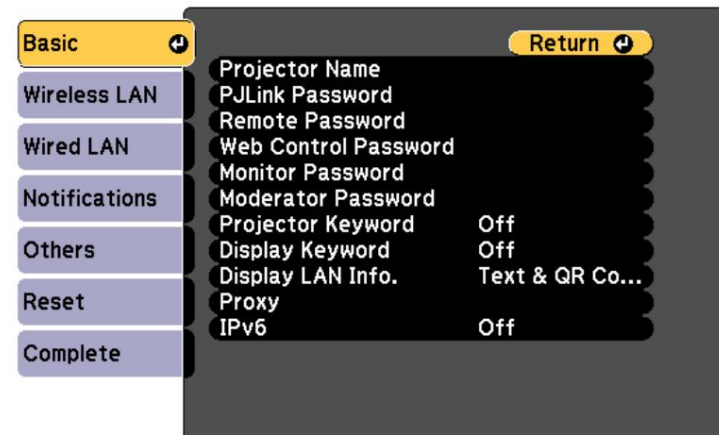 Basic
Wireless LAN
Wired LAN
Notifications
Others
Reset
Complete
Return
Projector Name
PJLink Password
Remote Password
Web Control Password
Monitor Password
Moderator Password
Projector Keyword Off
Display Keyword Off
Display LAN Info. Text & QR Co...
Proxy
IPv6 Off